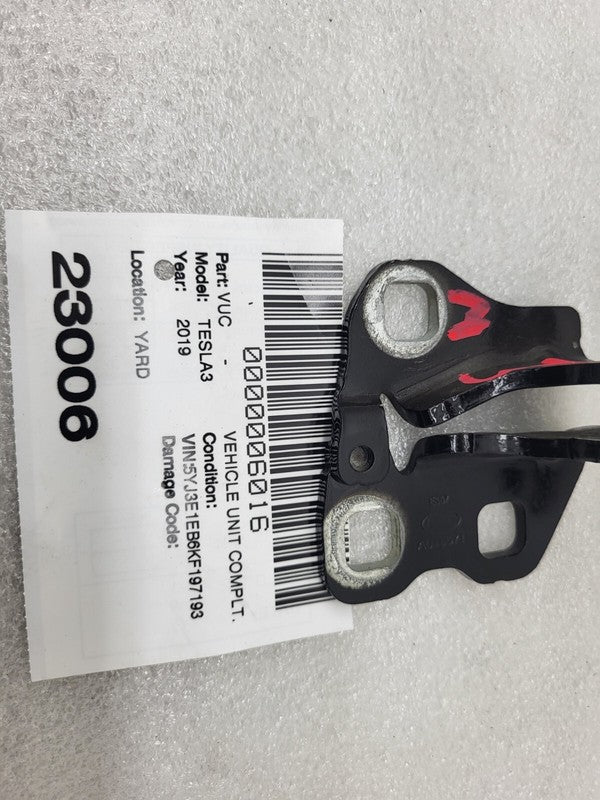 0000006016
Part: VUC - VEHICLE UNIT COMPLT.
Model: TESLA3 Condition:
Year: 2019 VIN:5YJ3E1EB6KF197193
Damage Code:
Location: YARD
23006